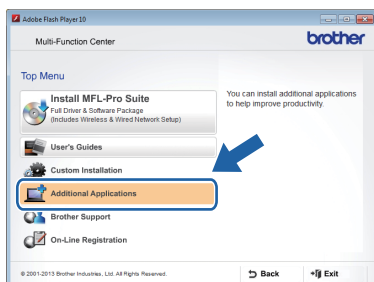 Adobe Flash Player 10
Multi-Function Center
brother
Top Menu
Install MFL-Pro Suite
Full Driver & Software Package
(Includes Wireless & Wired Network Setup)
User's Guides
Custom Installation
Additional Applications
Brother Support
On-Line Registration
You can install additional applications
to help improve productivity.
© 2001-2013 Brother Industries, Ltd. All Rights Reserved.
Back
Exit